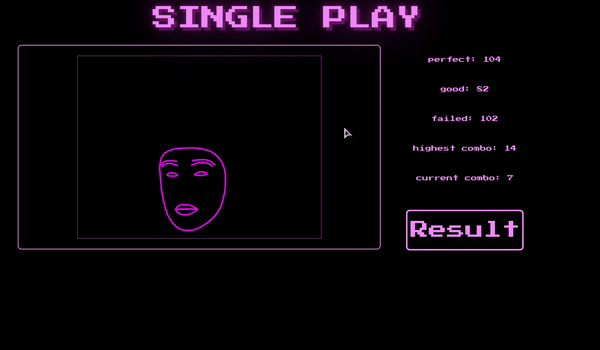 SINGLE PLAY
perfect: 104
good: 82
failed: 102
highest combo: 14
current combo: 7
Result